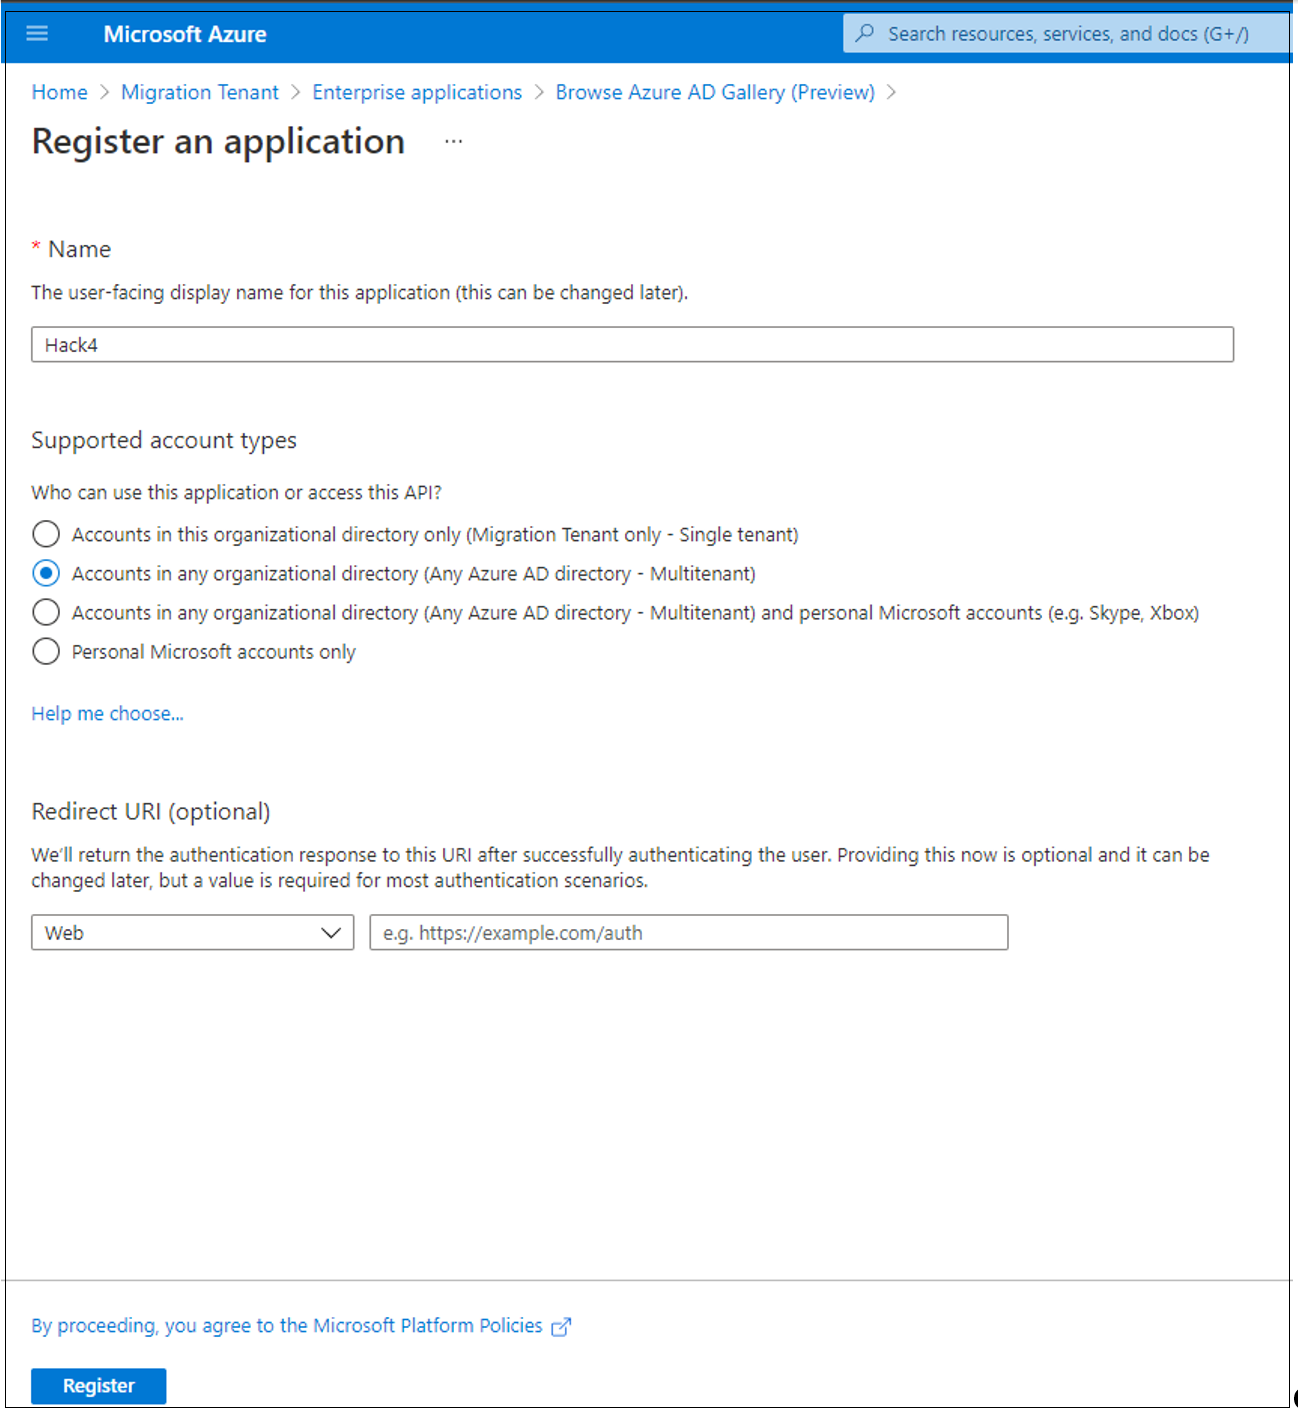 Microsoft Azure
Search resources, services, and docs (G+/)
Home > Migration Tenant > Enterprise applications > Browse Azure AD Gallery (Preview) >
Register an application ...
* Name
The user-facing display name for this application (this can be changed later).
Hack4
Supported account types
Who can use this application or access this API?
Accounts in this organizational directory only (Migration Tenant only - Single tenant)
Accounts in any organizational directory (Any Azure AD directory - Multitenant)
Accounts in any organizational directory (Any Azure AD directory - Multitenant) and personal Microsoft accounts (e.g. Skype, Xbox)
Personal Microsoft accounts only
Help me choose...
Redirect URI (optional)
We'll return the authentication response to this URI after successfully authenticating the user. Providing this now is optional and it can be
changed later, but a value is required for most authentication scenarios.
Web
e.g. https://example.com/auth
By proceeding, you agree to the Microsoft Platform Policies
Register